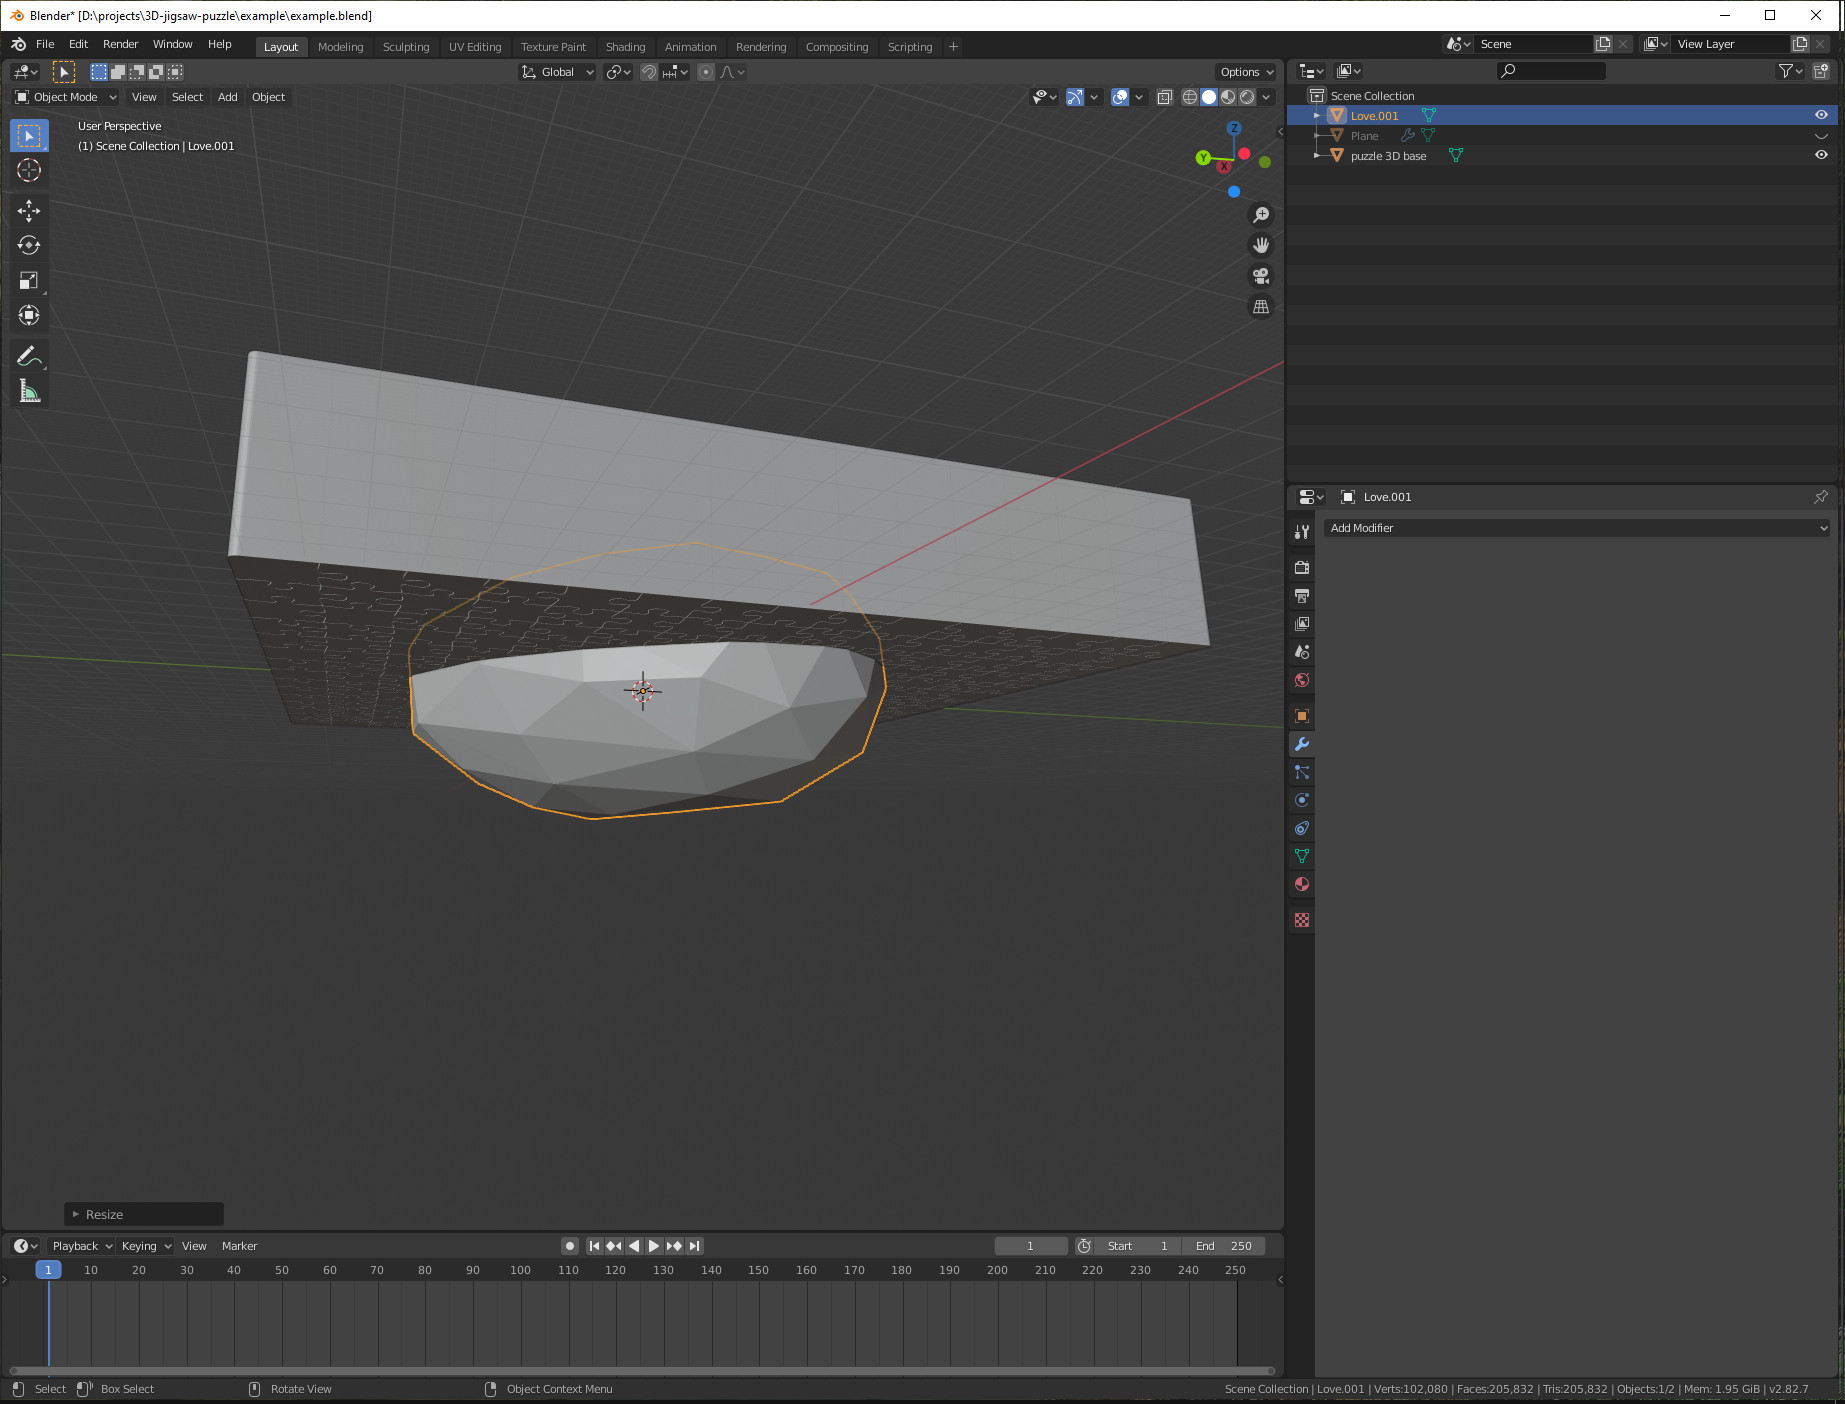 Blender* [D:\projects\3D-jigsaw-puzzle\example\example.blend]
File Edit Render Window Help Layout Modeling Sculpting UV Editing Texture Paint Shading Animation Rendering Compositing Scripting + Scene View Layer
Global Options
Object Mode View Select Add Object
User Perspective
(1) Scene Collection | Love.001
Z
Y
X
Scene Collection
Love.001
Plane
puzzle 3D base
Love.001
Add Modifier
Resize
Playback Keying View Marker 1 Start 1 End 250
1 10 20 30 40 50 60 70 80 90 100 110 120 130 140 150 160 170 180 190 200 210 220 230 240 250
Select Box Select Rotate View Object Context Menu Scene Collection | Love.001 | Verts:102,080 | Faces:205,832 | Tris:205,832 | Objects:1/2 | Mem: 1.95 GiB | v2.82.7